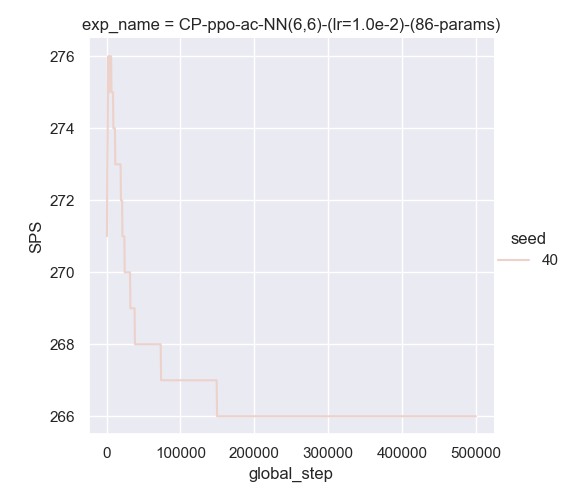 exp_name = CP-ppo-ac-NN(6,6)-(lr=1.0e-2)-(86-params)
276
274
272
270
268
266
SPS
seed
40
0 100000 200000 300000 400000 500000
global_step